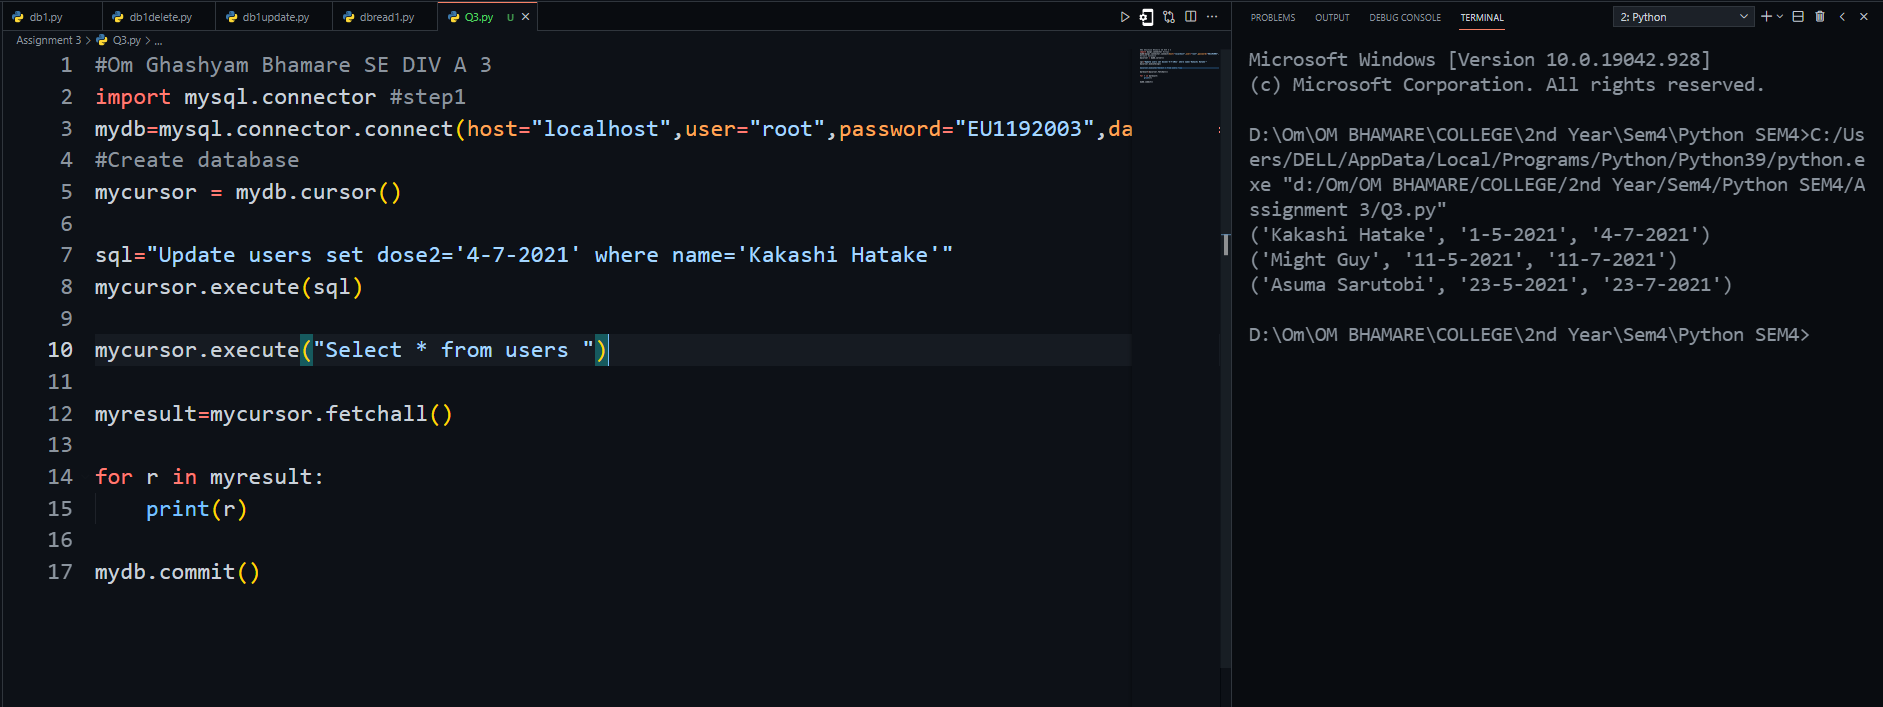 db1.py db1delete.py db1update.py dbread1.py Q3.py U
Assignment 3 > Q3.py > ...
1 #Om Ghashyam Bhamare SE DIV A 3
2 import mysql.connector #step1
3 mydb=mysql.connector.connect(host="localhost",user="root",password="EU1192003",da
4 #Create database
5 mycursor = mydb.cursor()
6
7 sql="Update users set dose2='4-7-2021' where name='Kakashi Hatake'"
8 mycursor.execute(sql)
9
10 mycursor.execute("Select * from users ")
11
12 myresult=mycursor.fetchall()
13
14 for r in myresult:
15 print(r)
16
17 mydb.commit()
PROBLEMS OUTPUT DEBUG CONSOLE TERMINAL 2: Python
Microsoft Windows [Version 10.0.19042.928]
(c) Microsoft Corporation. All rights reserved.
D:\Om\OM BHAMARE\COLLEGE\2nd Year\Sem4\Python SEM4>C:/Us
ers/DELL/AppData/Local/Programs/Python/Python39/python.e
xe "d:/Om/OM BHAMARE/COLLEGE/2nd Year/Sem4/Python SEM4/A
ssignment 3/Q3.py"
('Kakashi Hatake', '1-5-2021', '4-7-2021')
('Might Guy', '11-5-2021', '11-7-2021')
('Asuma Sarutobi', '23-5-2021', '23-7-2021')
D:\Om\OM BHAMARE\COLLEGE\2nd Year\Sem4\Python SEM4>